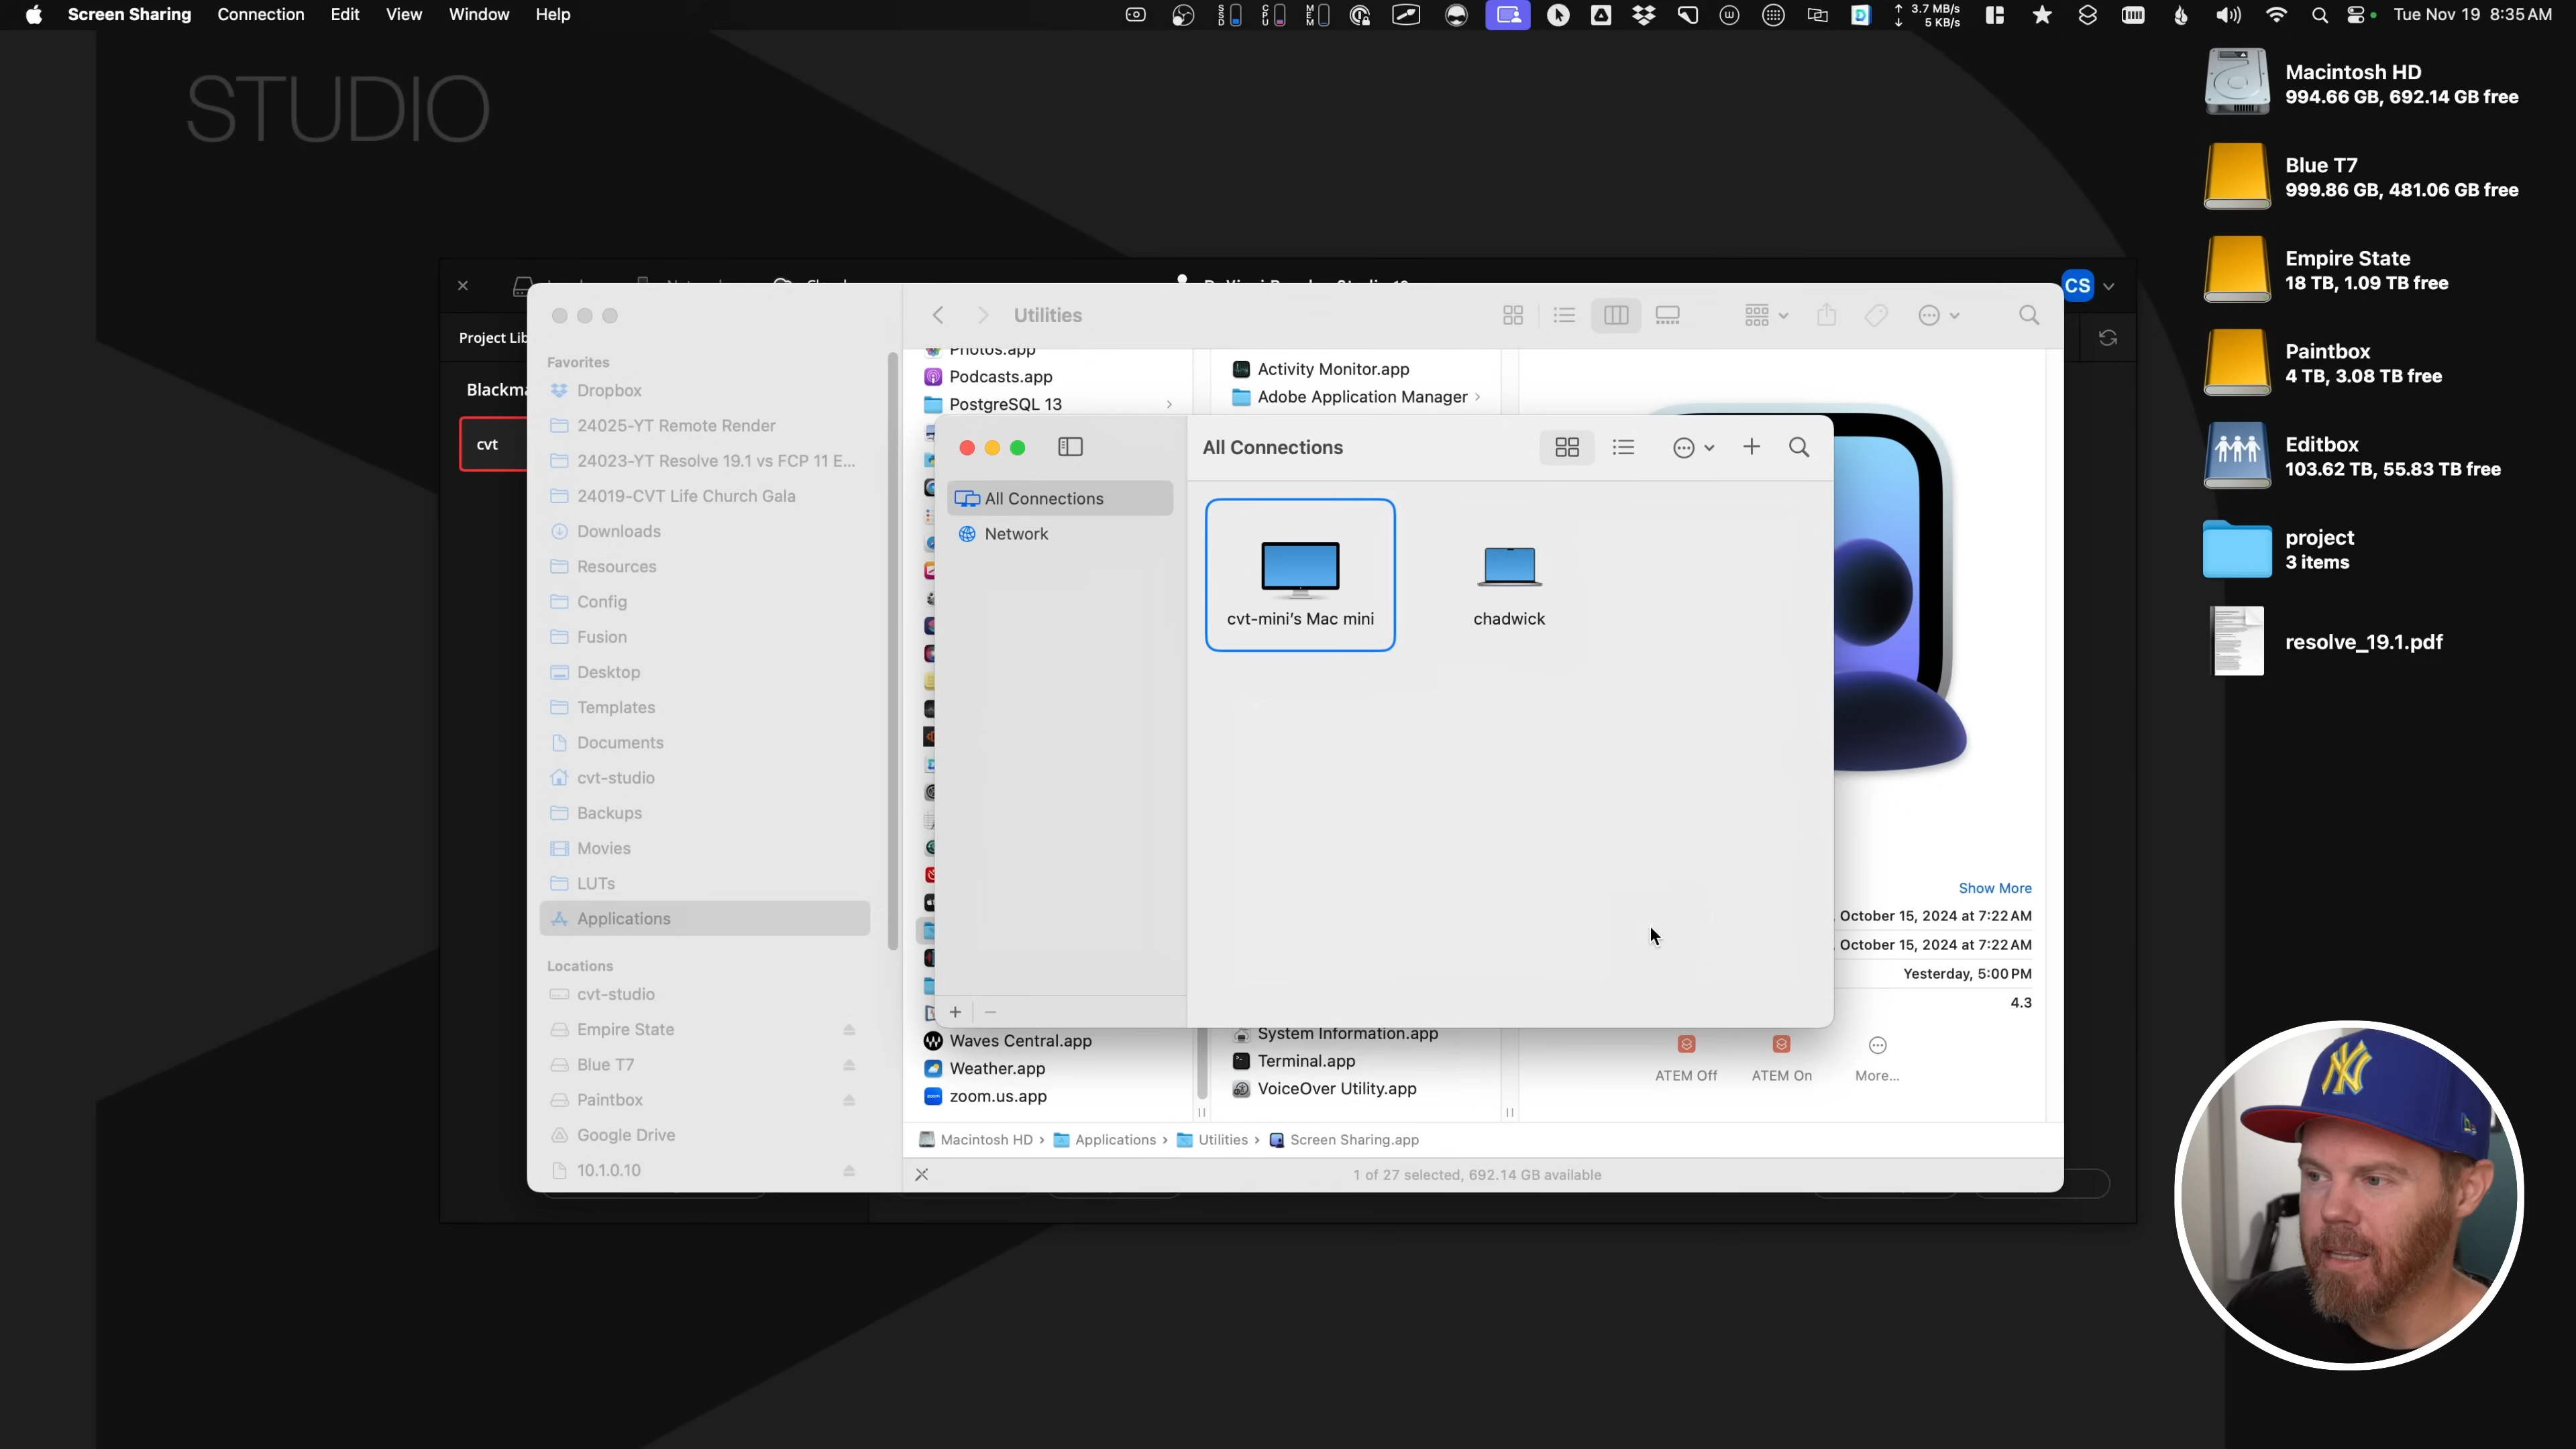 Screen Sharing Connection Edit View Window Help
SSD CPU MEM 3.7 MB/s 5 KB/s Tue Nov 19 8:35 AM
STUDIO
Macintosh HD
994.66 GB, 692.14 GB free
Blue T7
999.86 GB, 481.06 GB free
Empire State
18 TB, 1.09 TB free
Paintbox
4 TB, 3.08 TB free
Editbox
103.62 TB, 55.83 TB free
project
3 items
resolve_19.1.pdf
CS
Project Lib
Blackma
cvt
Favorites
Dropbox
24025-YT Remote Render
24023-YT Resolve 19.1 vs FCP 11 E...
24019-CVT Life Church Gala
Downloads
Resources
Config
Fusion
Desktop
Templates
Documents
cvt-studio
Backups
Movies
LUTs
Applications
Locations
cvt-studio
Empire State
Blue T7
Paintbox
Google Drive
10.1.0.10
Utilities
Photos.app
Podcasts.app
PostgreSQL 13
Activity Monitor.app
Adobe Application Manager
All Connections
All Connections
Network
cvt-mini's Mac mini
chadwick
Show More
October 15, 2024 at 7:22 AM
October 15, 2024 at 7:22 AM
Yesterday, 5:00 PM
4.3
Waves Central.app
Weather.app
zoom.us.app
System Information.app
Terminal.app
VoiceOver Utility.app
ATEM Off
ATEM On
More...
Macintosh HD › Applications › Utilities › Screen Sharing.app
1 of 27 selected, 692.14 GB available
NY